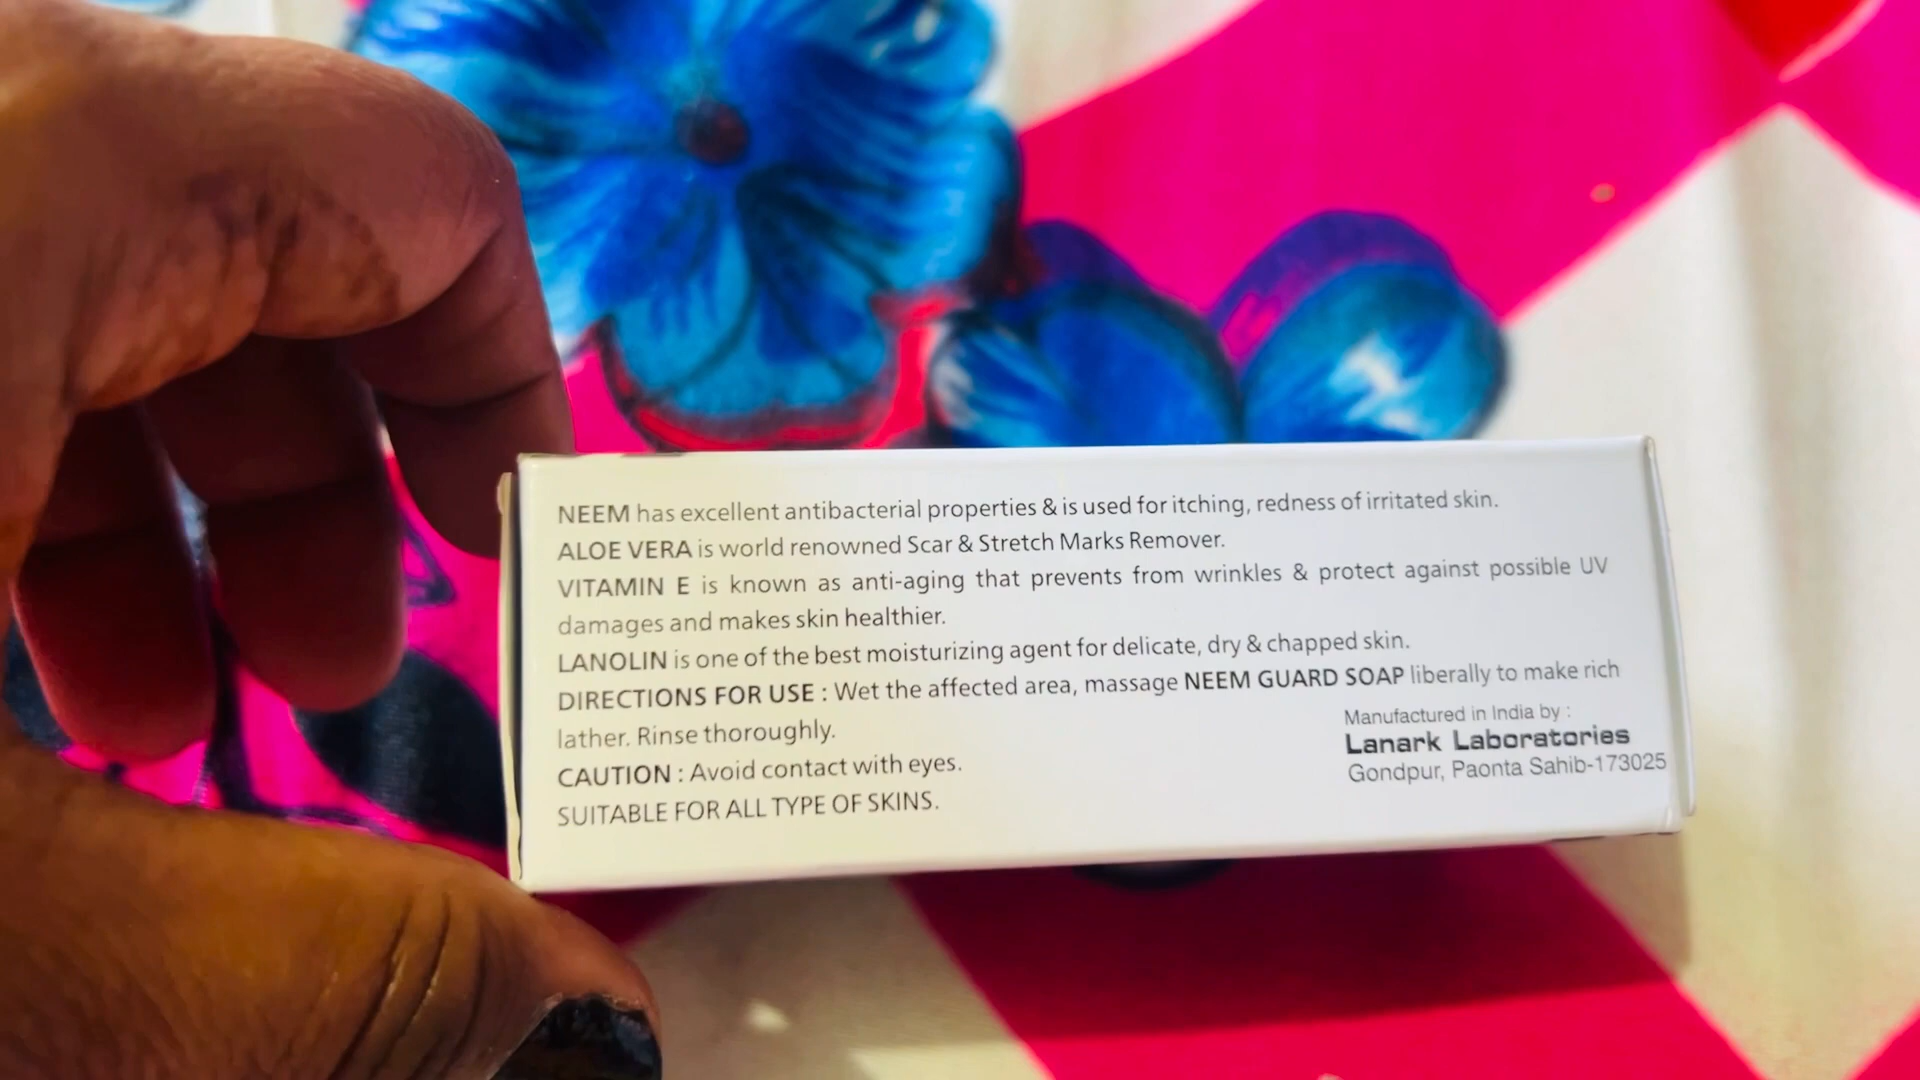 NEEM has excellent antibacterial properties & is used for itching, redness of irritated skin.
ALOE VERA is world renowned Scar & Stretch Marks Remover.
VITAMIN E is known as anti-aging that prevents from wrinkles & protect against possible UV
damages and makes skin healthier.
LANOLIN is one of the best moisturizing agent for delicate, dry & chapped skin.
DIRECTIONS FOR USE : Wet the affected area, massage NEEM GUARD SOAP liberally to make rich
lather. Rinse thoroughly.
CAUTION : Avoid contact with eyes.
SUITABLE FOR ALL TYPE OF SKINS.
Manufactured in India by :
Lanark Laboratories
Gondpur, Paonta Sahib-173025